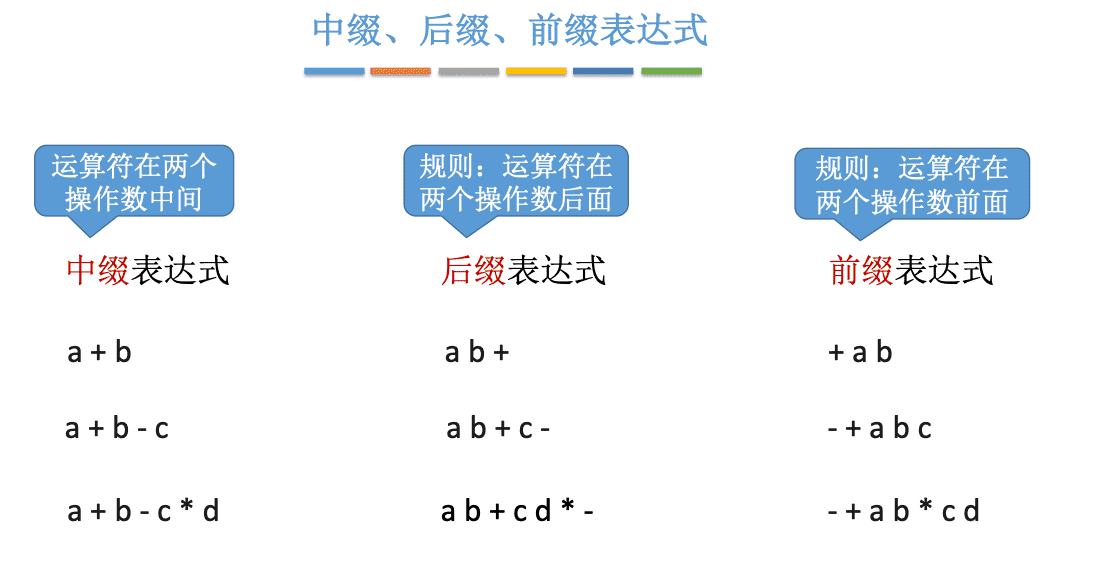 中缀、后缀、前缀表达式
运算符在两个
操作数中间
规则：运算符在
两个操作数后面
规则：运算符在
两个操作数前面
中缀表达式
后缀表达式
前缀表达式
a + b
a b +
+ a b
a + b - c
a b + c -
- + a b c
a + b - c * d
a b + c d * -
- + a b * c d